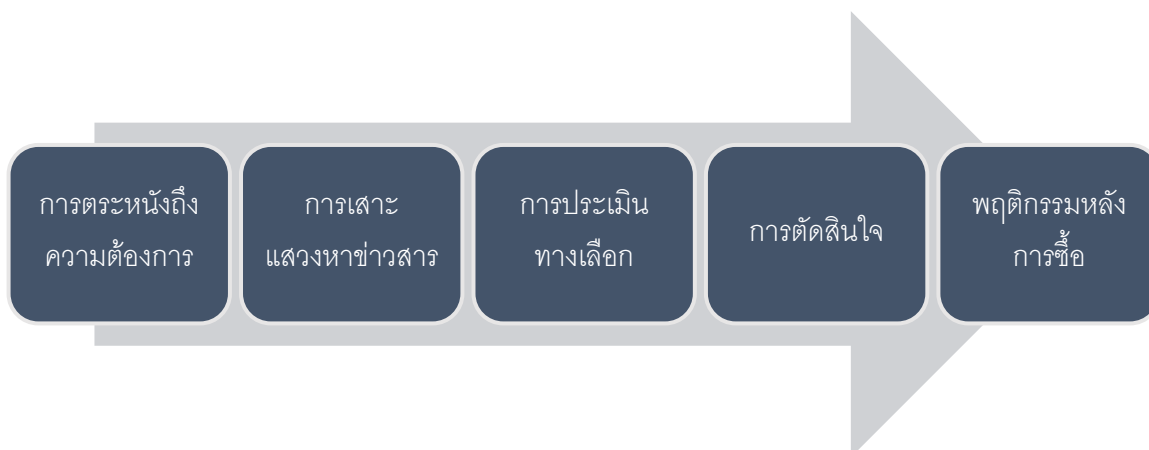 การตระหนังถึง
ความต้องการ
การเสาะ
แสวงหาข่าวสาร
การประเมิน
ทางเลือก
การตัดสินใจ
พฤติกรรมหลัง
การซื้อ